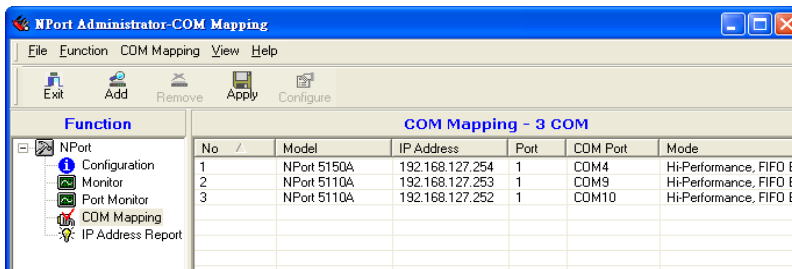 NPort Administrator-COM Mapping
File Function COM Mapping View Help
Exit Add Remove Apply Configure
Function
COM Mapping - 3 COM
NPort
Configuration
Monitor
Port Monitor
COM Mapping
IP Address Report
No Model IP Address Port COM Port Mode
1 NPort 5150A 192.168.127.254 1 COM4 Hi-Performance, FIFO E
2 NPort 5110A 192.168.127.253 1 COM9 Hi-Performance, FIFO E
3 NPort 5110A 192.168.127.252 1 COM10 Hi-Performance, FIFO E